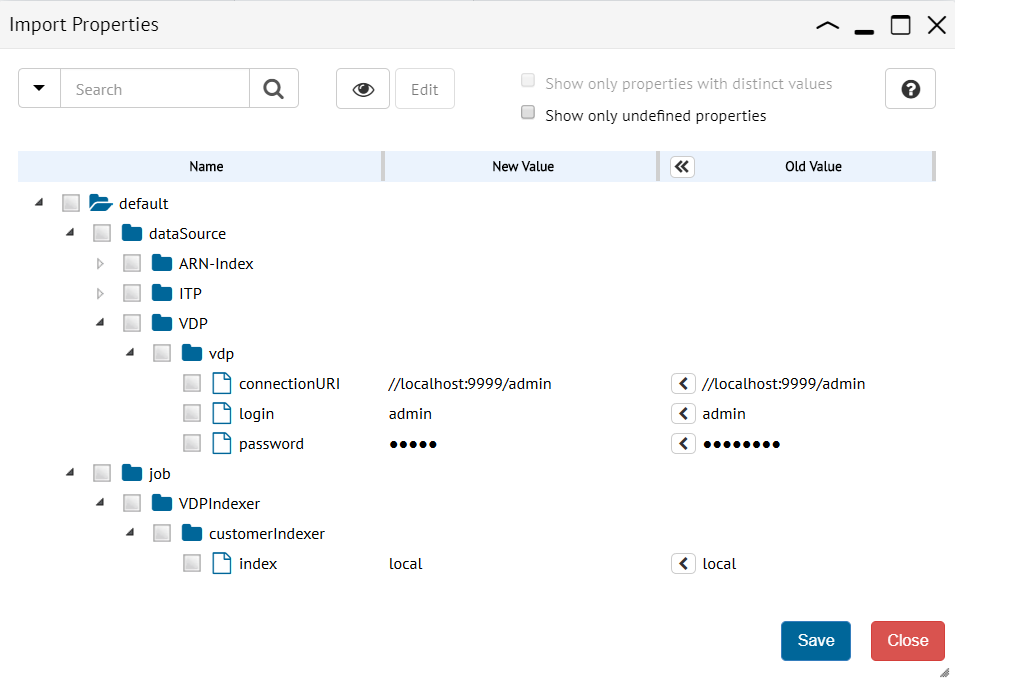 Import Properties
Search
Edit
Show only properties with distinct values
Show only undefined properties
Name New Value Old Value
default
dataSource
ARN-Index
ITP
VDP
vdp
connectionURI //localhost:9999/admin //localhost:9999/admin
login admin admin
password ●●●●● ●●●●●●●●
job
VDPIndexer
customerIndexer
index local local
Save Close